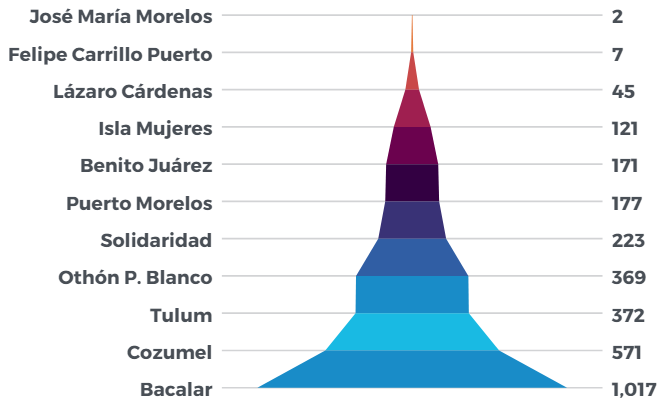 José María Morelos 2
Felipe Carrillo Puerto 7
Lázaro Cárdenas 45
Isla Mujeres 121
Benito Juárez 171
Puerto Morelos 177
Solidaridad 223
Othón P. Blanco 369
Tulum 372
Cozumel 571
Bacalar 1,017